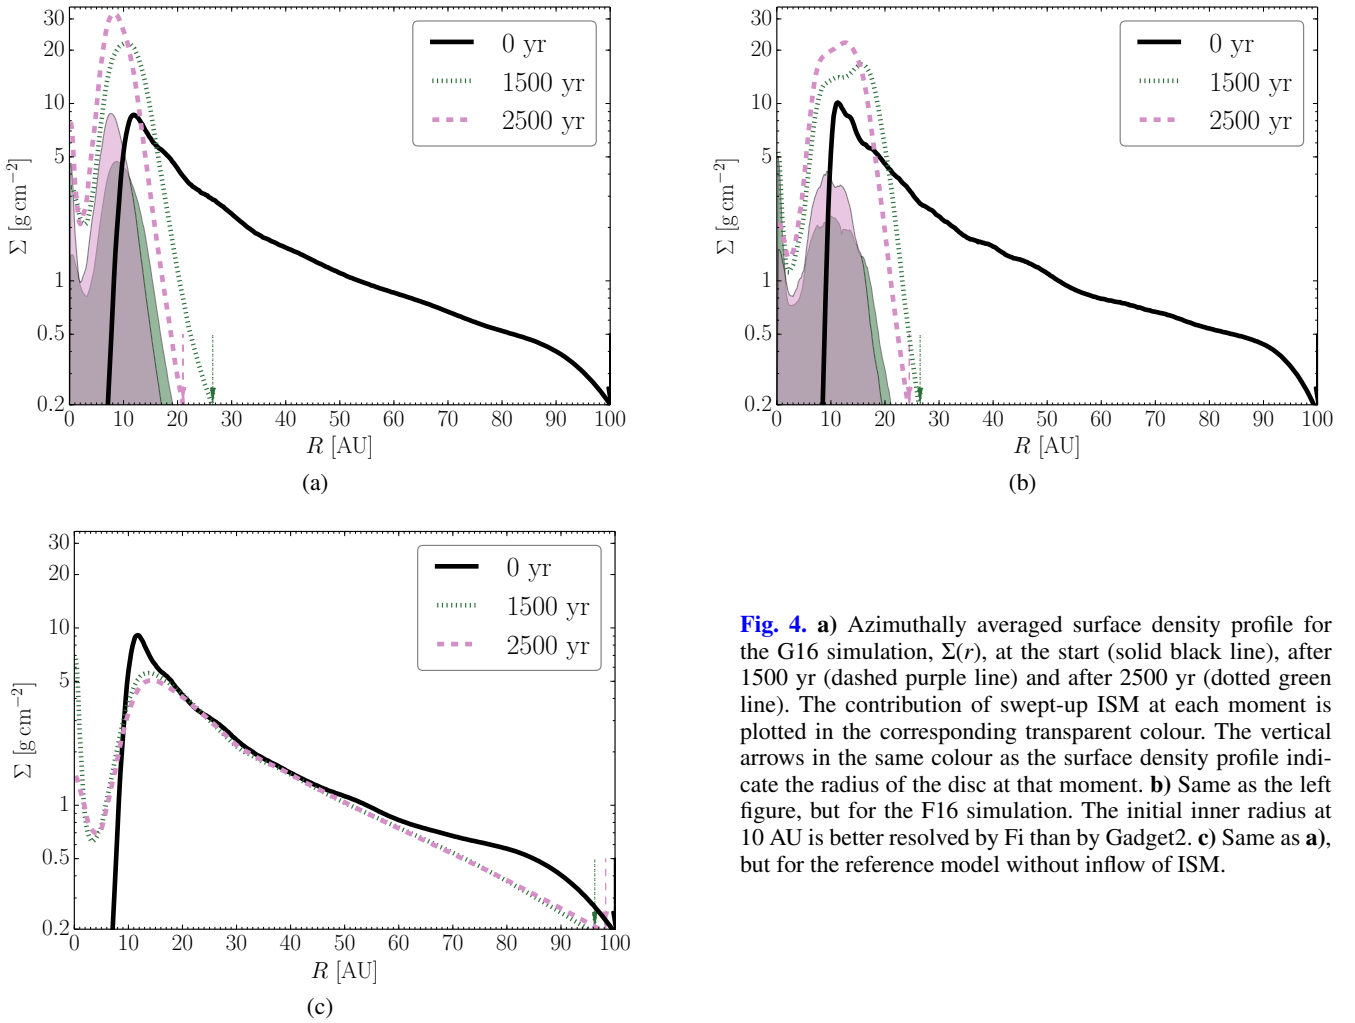 30
20
10
5
1
0.5
0.2
Σ [g cm−2]
0 yr
1500 yr
2500 yr
0 10 20 30 40 50 60 70 80 90 100
R [AU]
(a)
30
20
10
5
1
0.5
0.2
Σ [g cm−2]
0 yr
1500 yr
2500 yr
0 10 20 30 40 50 60 70 80 90 100
R [AU]
(b)
30
20
10
5
1
0.5
0.2
Σ [g cm−2]
0 yr
1500 yr
2500 yr
0 10 20 30 40 50 60 70 80 90 100
R [AU]
(c)
Fig. 4. a) Azimuthally averaged surface density profile for
the G16 simulation, Σ(r), at the start (solid black line), after
1500 yr (dashed purple line) and after 2500 yr (dotted green
line). The contribution of swept-up ISM at each moment is
plotted in the corresponding transparent colour. The vertical
arrows in the same colour as the surface density profile indi-
cate the radius of the disc at that moment. b) Same as the left
figure, but for the F16 simulation. The initial inner radius at
10 AU is better resolved by Fi than by Gadget2. c) Same as a),
but for the reference model without inflow of ISM.